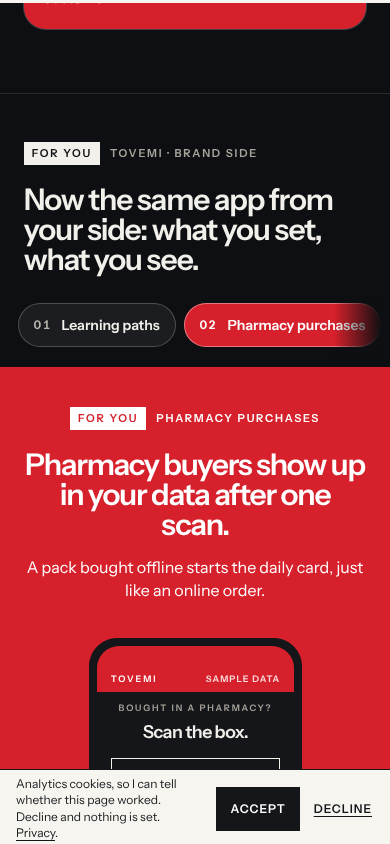 FOR YOU TOVEMI · BRAND SIDE
Now the same app from
your side: what you set,
what you see.
01 Learning paths 02 Pharmacy purchases
FOR YOU PHARMACY PURCHASES
Pharmacy buyers show up
in your data after one
scan.
A pack bought offline starts the daily card, just
like an online order.
TOVEMI SAMPLE DATA
BOUGHT IN A PHARMACY?
Scan the box.
Analytics cookies, so I can tell
whether this page worked.
Decline and nothing is set.
Privacy.
ACCEPT DECLINE